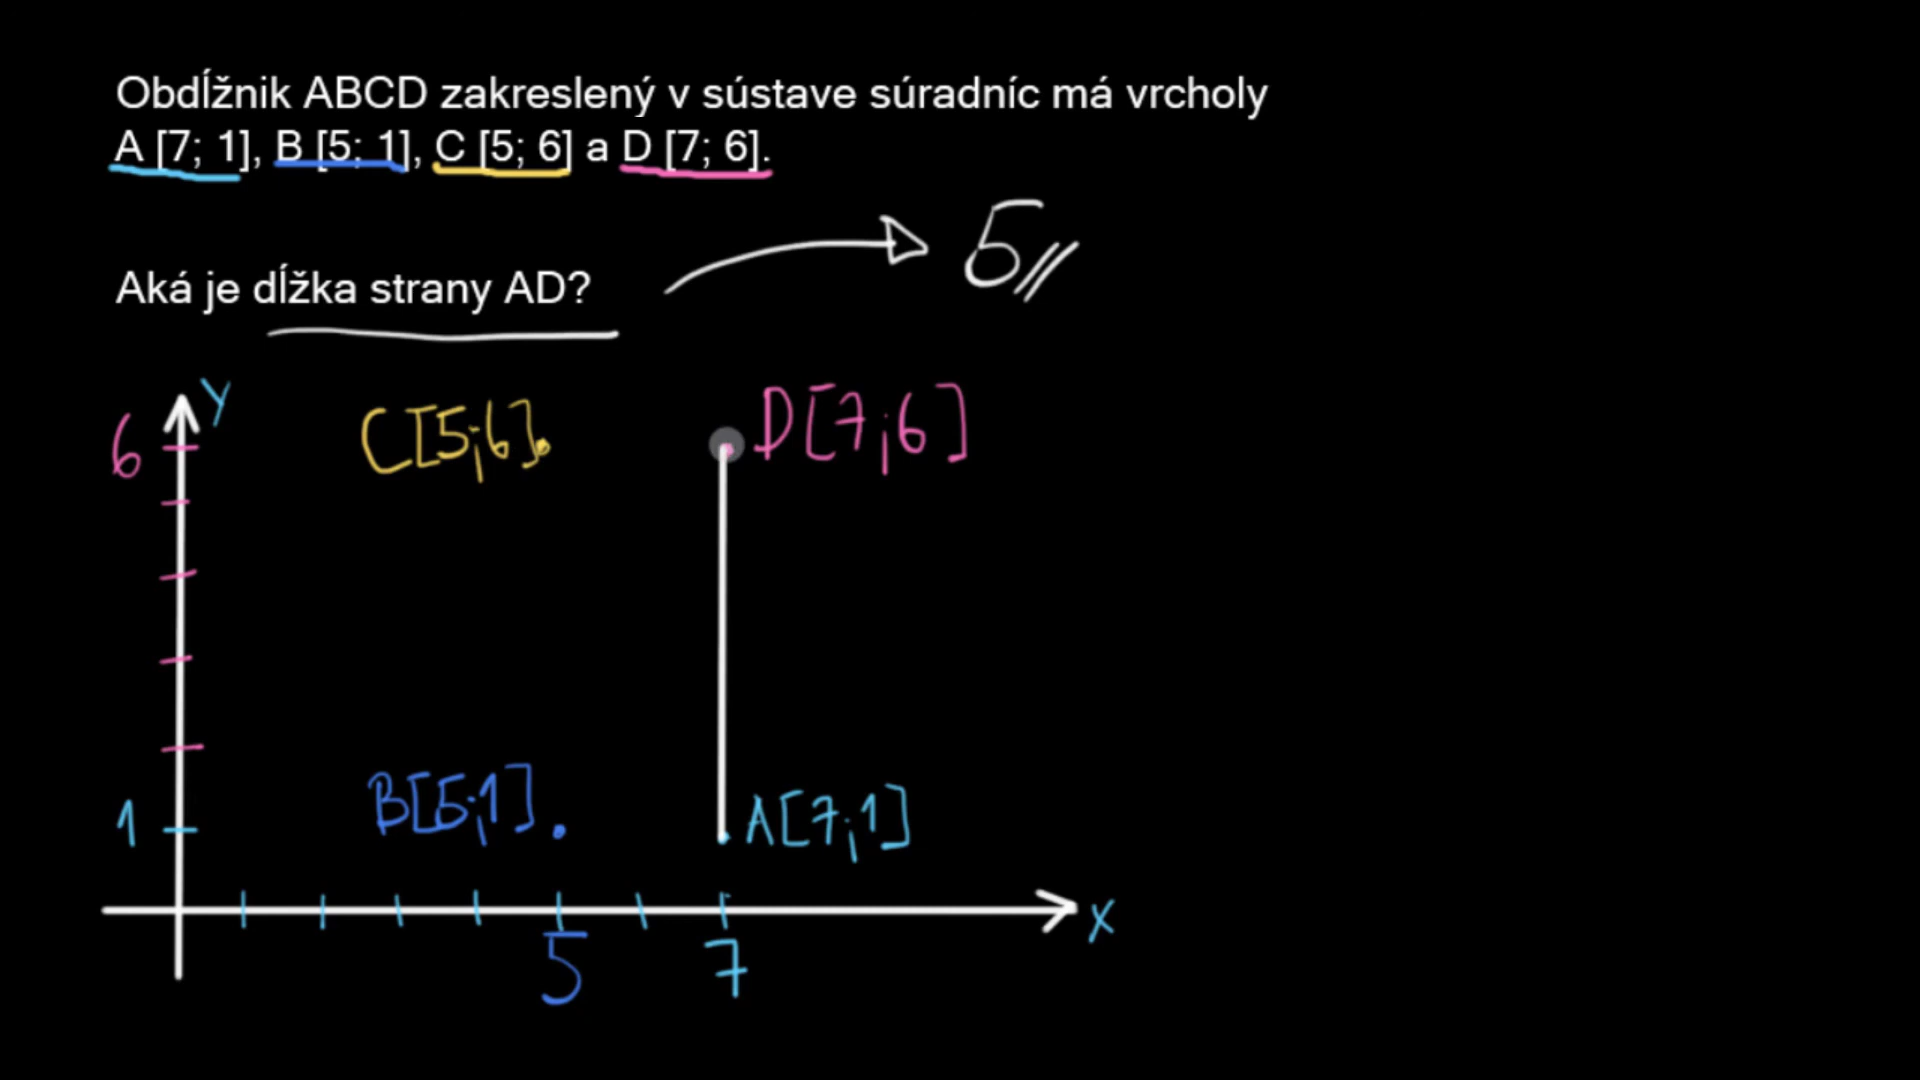 Obdĺžnik ABCD zakreslený v sústave súradníc má vrcholy
A [7; 1], B [5; 1], C [5; 6] a D [7; 6].
5
Aká je dĺžka strany AD?
y
6
C[5;6]
D[7;6]
1
B[5;1]
A[7;1]
x
5
7